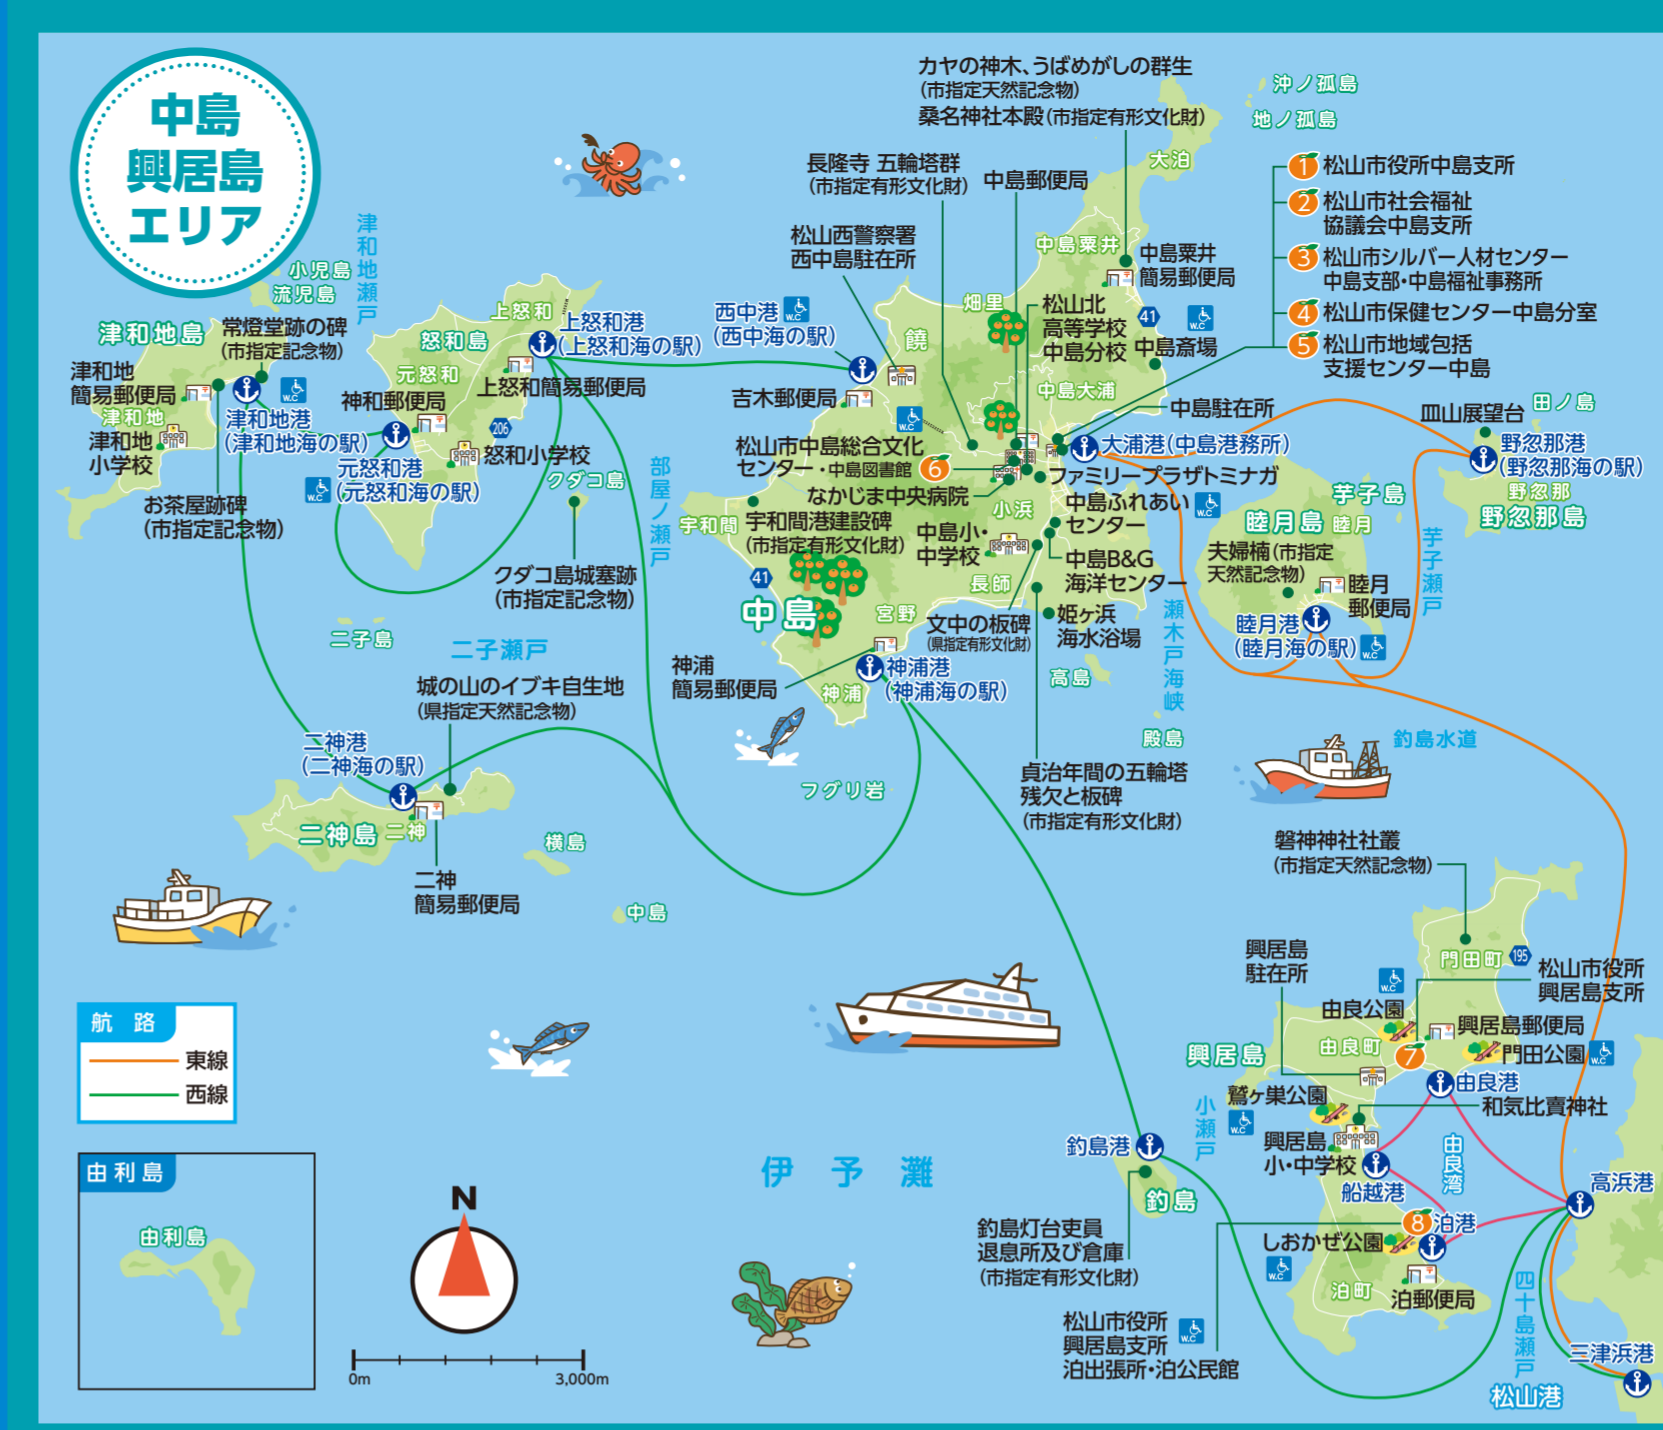 中島
興居島
エリア
カヤの神木、うばめがしの群生
(市指定天然記念物)
桑名神社本殿(市指定有形文化財)
沖ノ孤島
地ノ孤島
大泊
長隆寺 五輪塔群
(市指定有形文化財)
中島郵便局
松山西警察署
西中島駐在所
中島粟井
中島粟井
簡易郵便局
1 松山市役所中島支所
2 松山市社会福祉
協議会中島支所
3 松山市シルバー人材センター
中島支部・中島福祉事務所
4 松山市保健センター中島分室
5 松山市地域包括
支援センター中島
津和地瀬戸
小児島
流児島
津和地島
常燈堂跡の碑
(市指定記念物)
津和地
簡易郵便局
津和地
津和地
小学校
W.C
津和地港
(津和地海の駅)
お茶屋跡碑
(市指定記念物)
上怒和
怒和島
元怒和
上怒和港
(上怒和海の駅)
上怒和簡易郵便局
神和郵便局
206
怒和小学校
元怒和港
(元怒和海の駅)
W.C
クダコ島
クダコ島城塞跡
(市指定記念物)
部屋ノ瀬戸
西中港
W.C
(西中海の駅)
吉木郵便局
饒
畑里
松山北
高等学校
中島分校
41
W.C
中島斎場
中島大浦
中島駐在所
大浦港(中島港務所)
W.C
松山市中島総合文化
センター・中島図書館
6
なかじま中央病院
ファミリープラザトミナガ
中島ふれあい
センター
W.C
小浜
宇和間
宇和間港建設碑
(市指定有形文化財)
中島小・
中学校
中島B&G
海洋センター
41
中島
長師
宮野
文中の板碑
(県指定有形文化財)
姫ヶ浜
海水浴場
神浦
簡易郵便局
神浦港
(神浦海の駅)
神浦
高島
瀬木戸海峡
殿島
貞治年間の五輪塔
残欠と板碑
(市指定有形文化財)
皿山展望台
田ノ島
野忽那港
(野忽那海の駅)
野忽那
野忽那島
芋子島
睦月島
睦月
夫婦楠(市指定
天然記念物)
睦月
郵便局
睦月港
(睦月海の駅)
W.C
芋子瀬戸
釣島水道
二子島
二子瀬戸
城の山のイブキ自生地
(県指定天然記念物)
二神港
(二神海の駅)
二神島
二神
二神
簡易郵便局
横島
中島
フグリ岩
航路
東線
西線
由利島
由利島
N
0m
3,000m
伊予灘
磐神神社社叢
(市指定天然記念物)
門田町
195
興居島
駐在所
W.C
由良公園
松山市役所
興居島支所
興居島郵便局
由良町
7
門田公園
W.C
興居島
由良港
鷲ヶ巣公園
W.C
和気比賣神社
小瀬戸
興居島
小・中学校
船越港
由良湾
高浜港
釣島港
釣島
釣島灯台吏員
退息所及び倉庫
(市指定有形文化財)
8
泊港
しおかぜ公園
W.C
泊町
泊郵便局
松山市役所
興居島支所
泊出張所・泊公民館
W.C
四十島瀬戸
三津浜港
松山港